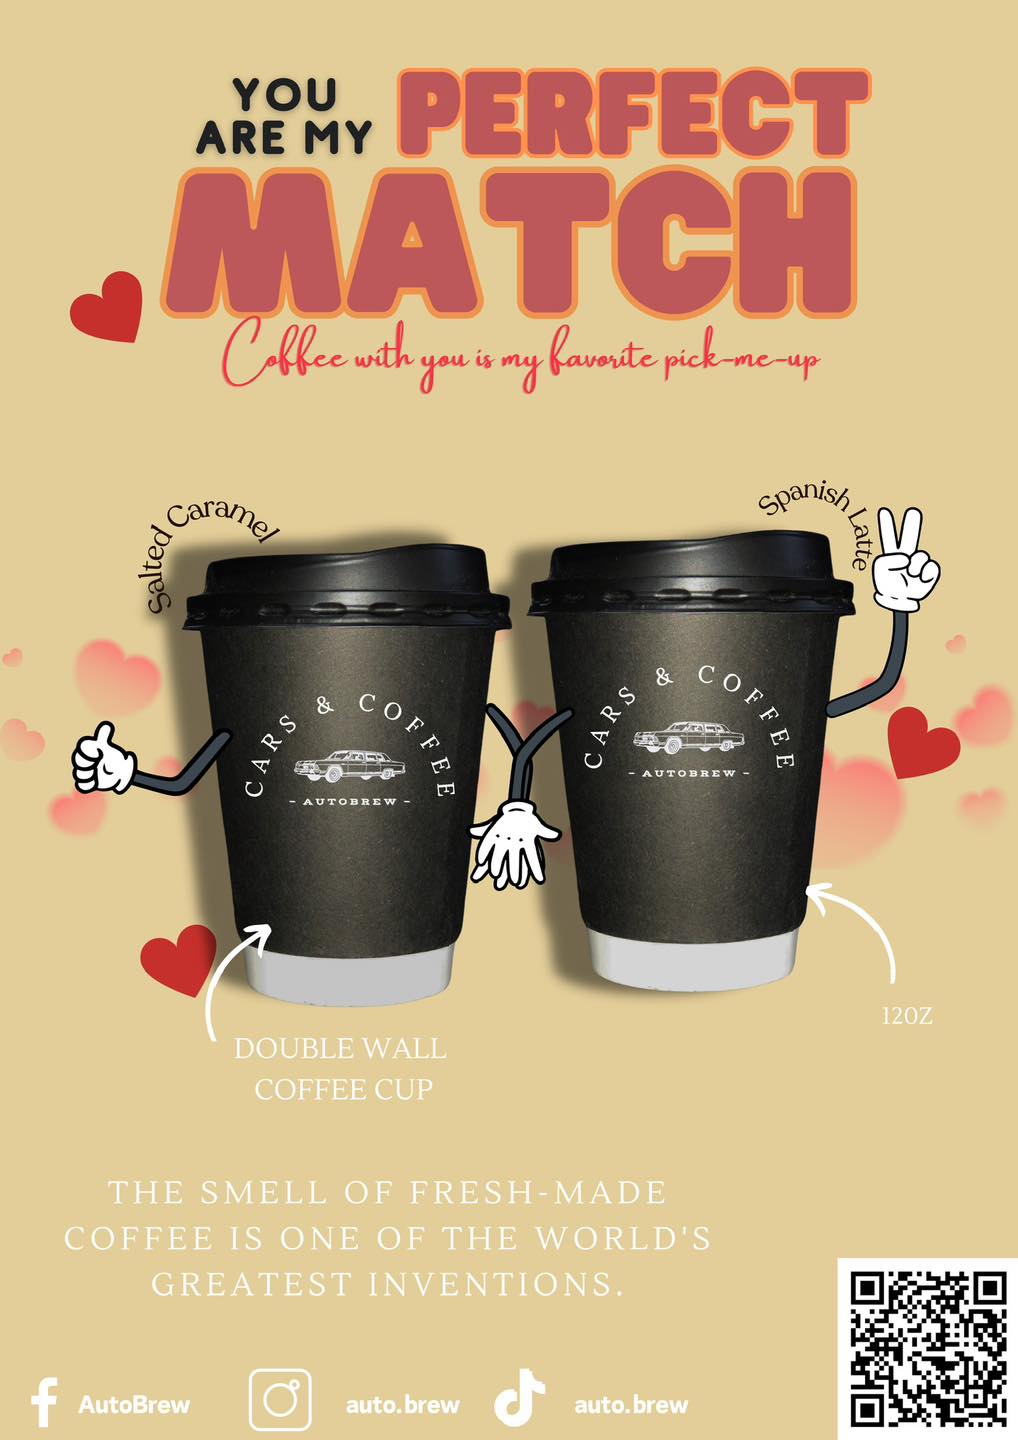 YOU
ARE MY
PERFECT
MATCH
Coffee with you is my favorite pick-me-up
Salted Caramel
Spanish Latte
CARS & COFFEE
- AUTOBREW -
CARS & COFFEE
- AUTOBREW -
12OZ
DOUBLE WALL
COFFEE CUP
THE SMELL OF FRESH-MADE
COFFEE IS ONE OF THE WORLD'S
GREATEST INVENTIONS.
AutoBrew
auto.brew
auto.brew